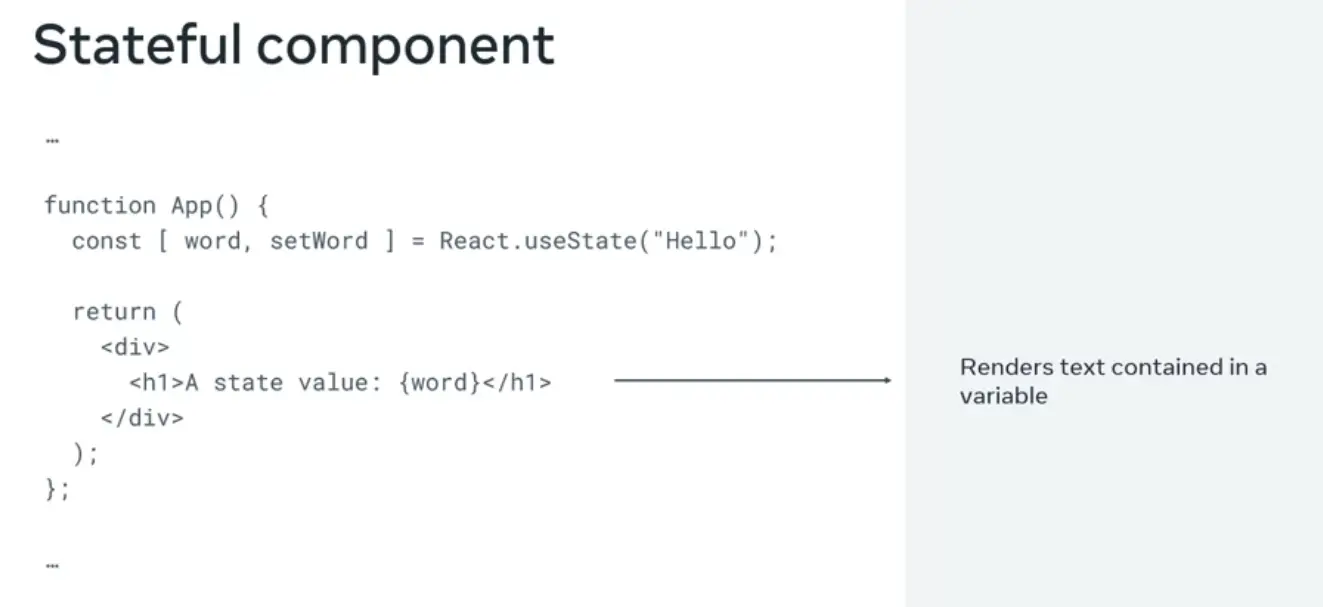 Stateful component
…
function App() {
const [ word, setWord ] = React.useState("Hello");
return (
<div>
<h1>A state value: {word}</h1>
</div>
);
};
…
Renders text contained in a
variable